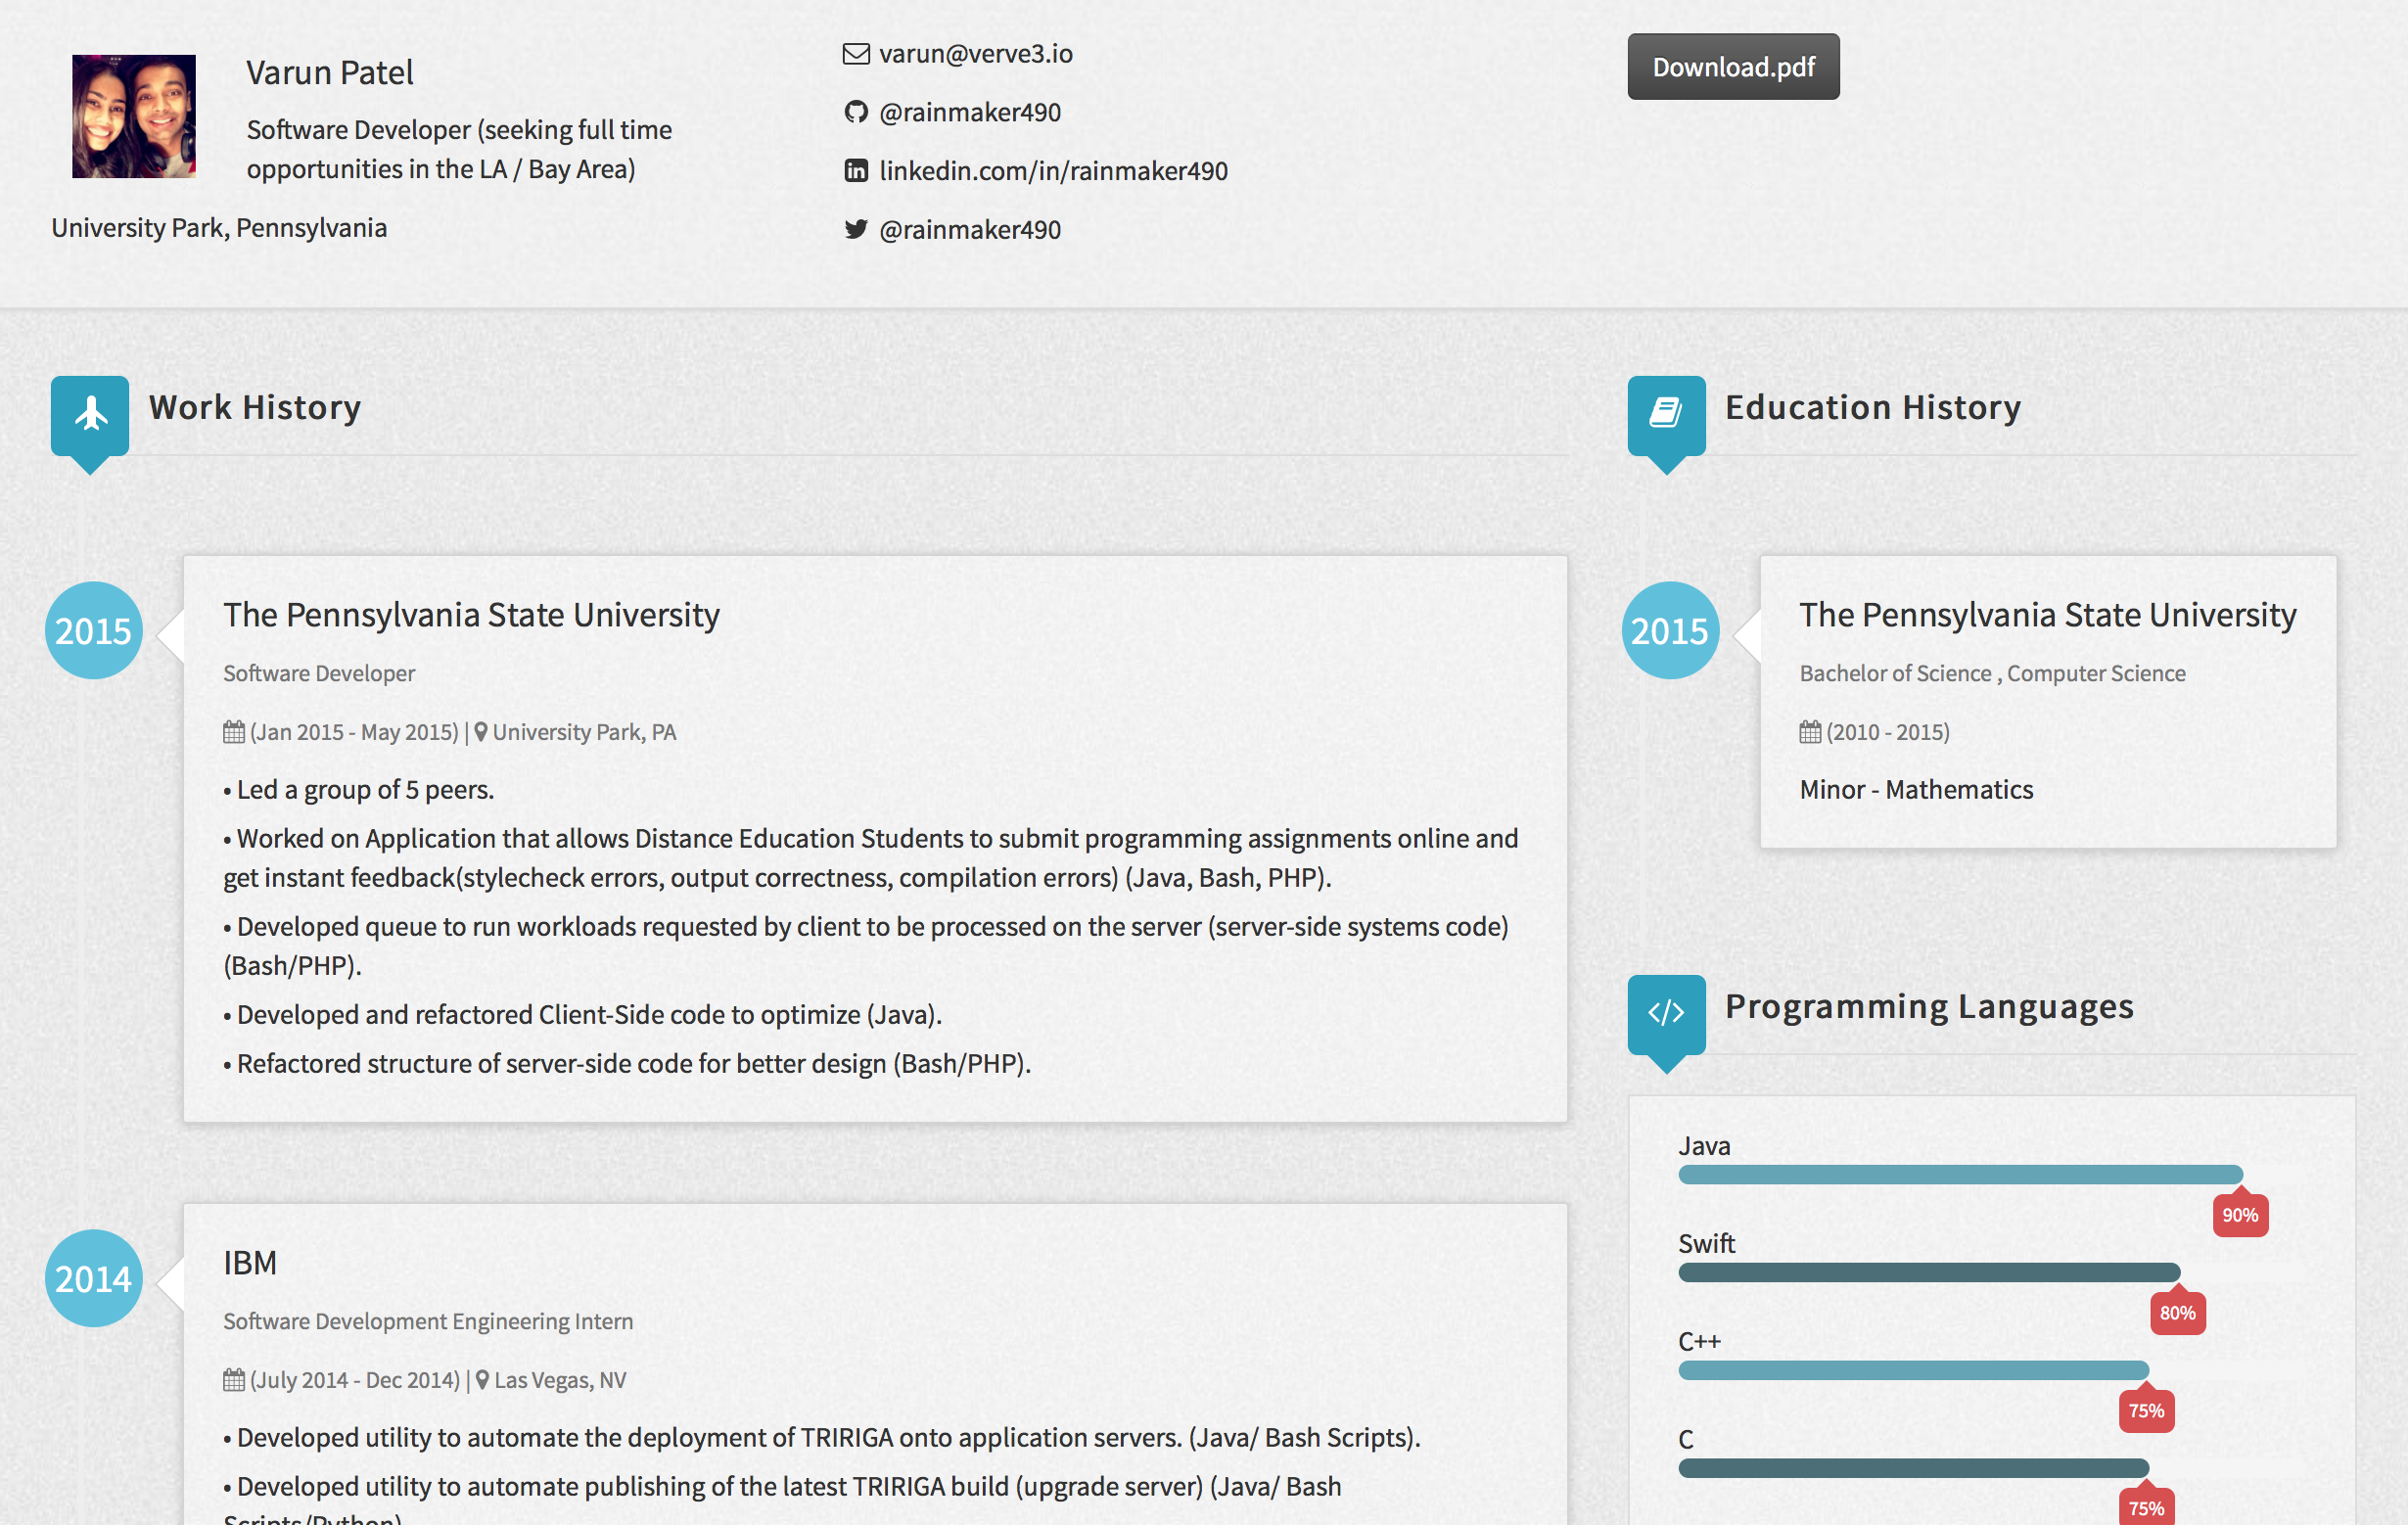 Varun Patel
Software Developer (seeking full time
opportunities in the LA / Bay Area)
University Park, Pennsylvania
varun@verve3.io
@rainmaker490
linkedin.com/in/rainmaker490
@rainmaker490
Download.pdf
Work History
2015
The Pennsylvania State University
Software Developer
(Jan 2015 - May 2015) | University Park, PA
• Led a group of 5 peers.
• Worked on Application that allows Distance Education Students to submit programming assignments online and
get instant feedback(stylecheck errors, output correctness, compilation errors) (Java, Bash, PHP).
• Developed queue to run workloads requested by client to be processed on the server (server-side systems code)
(Bash/PHP).
• Developed and refactored Client-Side code to optimize (Java).
• Refactored structure of server-side code for better design (Bash/PHP).
2014
IBM
Software Development Engineering Intern
(July 2014 - Dec 2014) | Las Vegas, NV
• Developed utility to automate the deployment of TRIRIGA onto application servers. (Java/ Bash Scripts).
• Developed utility to automate publishing of the latest TRIRIGA build (upgrade server) (Java/ Bash
Scripts/Python)
Education History
2015
The Pennsylvania State University
Bachelor of Science , Computer Science
(2010 - 2015)
Minor - Mathematics
Programming Languages
Java
90%
Swift
80%
C++
75%
C
75%